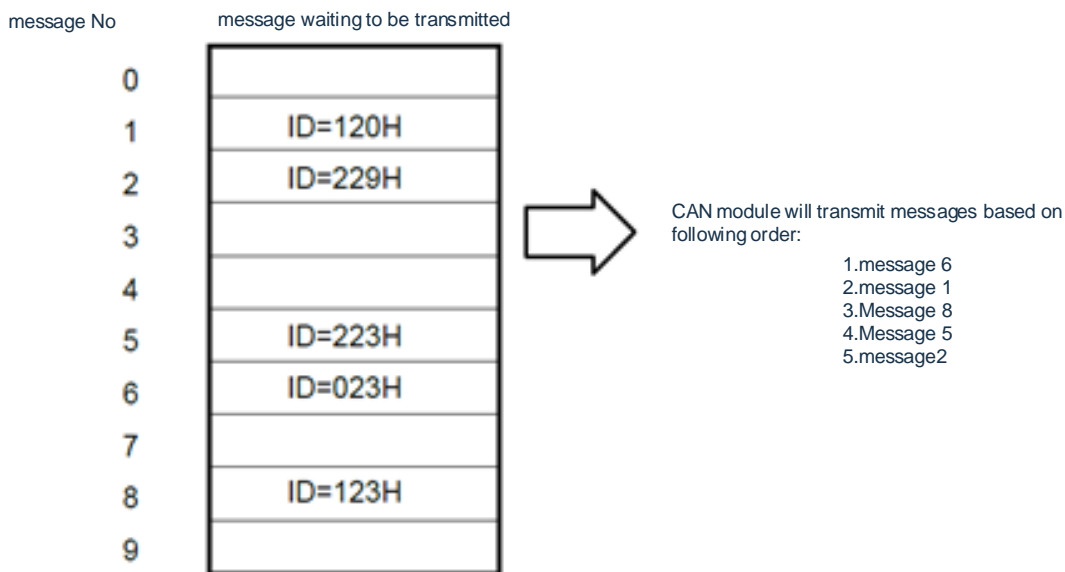 message No
message waiting to be transmitted
0
1 ID=120H
2 ID=229H
3
4
5 ID=223H
6 ID=023H
7
8 ID=123H
9
CAN module will transmit messages based on
following order:
1.message 6
2.message 1
3.Message 8
4.Message 5
5.message2